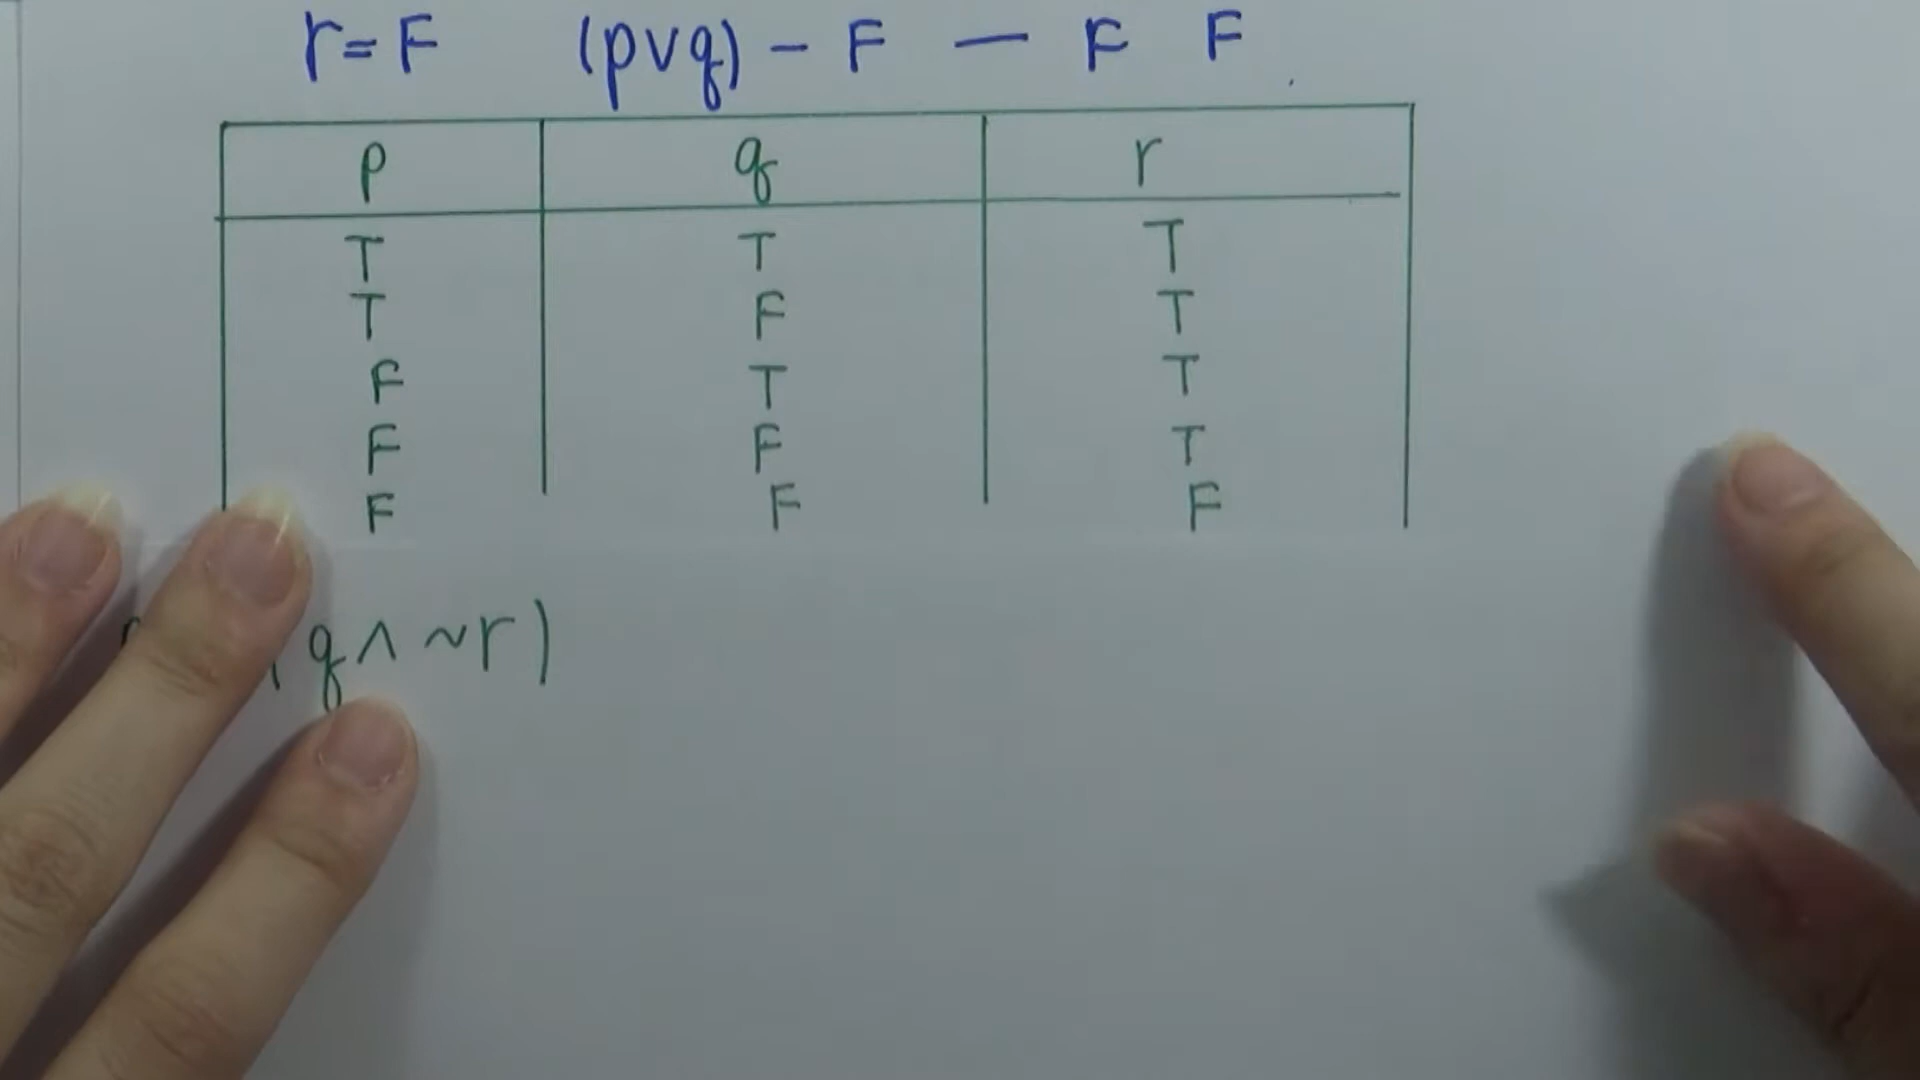 r=F (p∨q) - F — F F
p q r
T T T
T F T
F T T
F F T
F F F
q ∧ ~r)